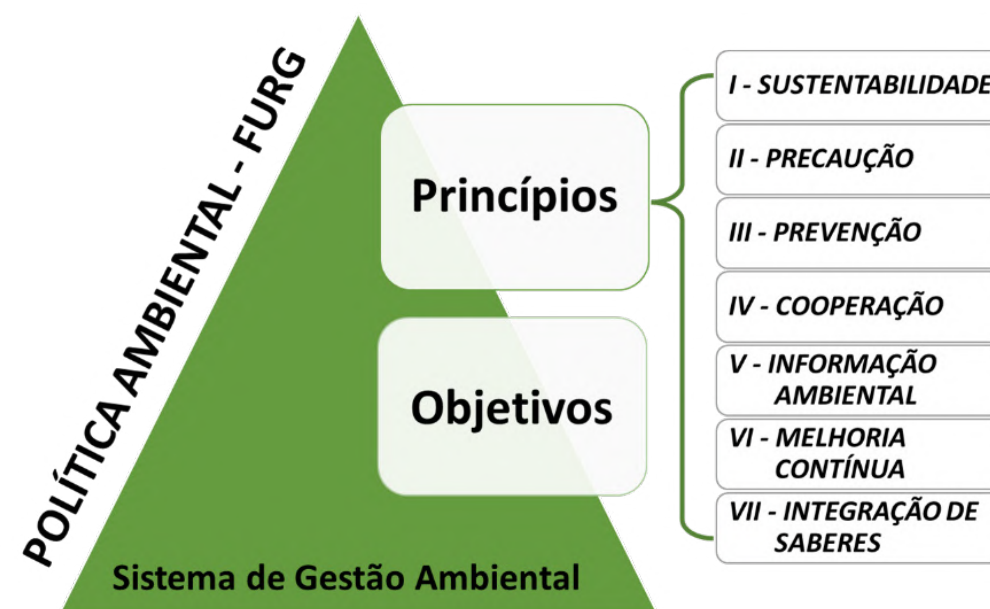 POLÍTICA AMBIENTAL - FURG
Princípios
Objetivos
Sistema de Gestão Ambiental
I - SUSTENTABILIDADE
II - PRECAUÇÃO
III - PREVENÇÃO
IV - COOPERAÇÃO
V - INFORMAÇÃO
AMBIENTAL
VI - MELHORIA
CONTÍNUA
VII - INTEGRAÇÃO DE
SABERES